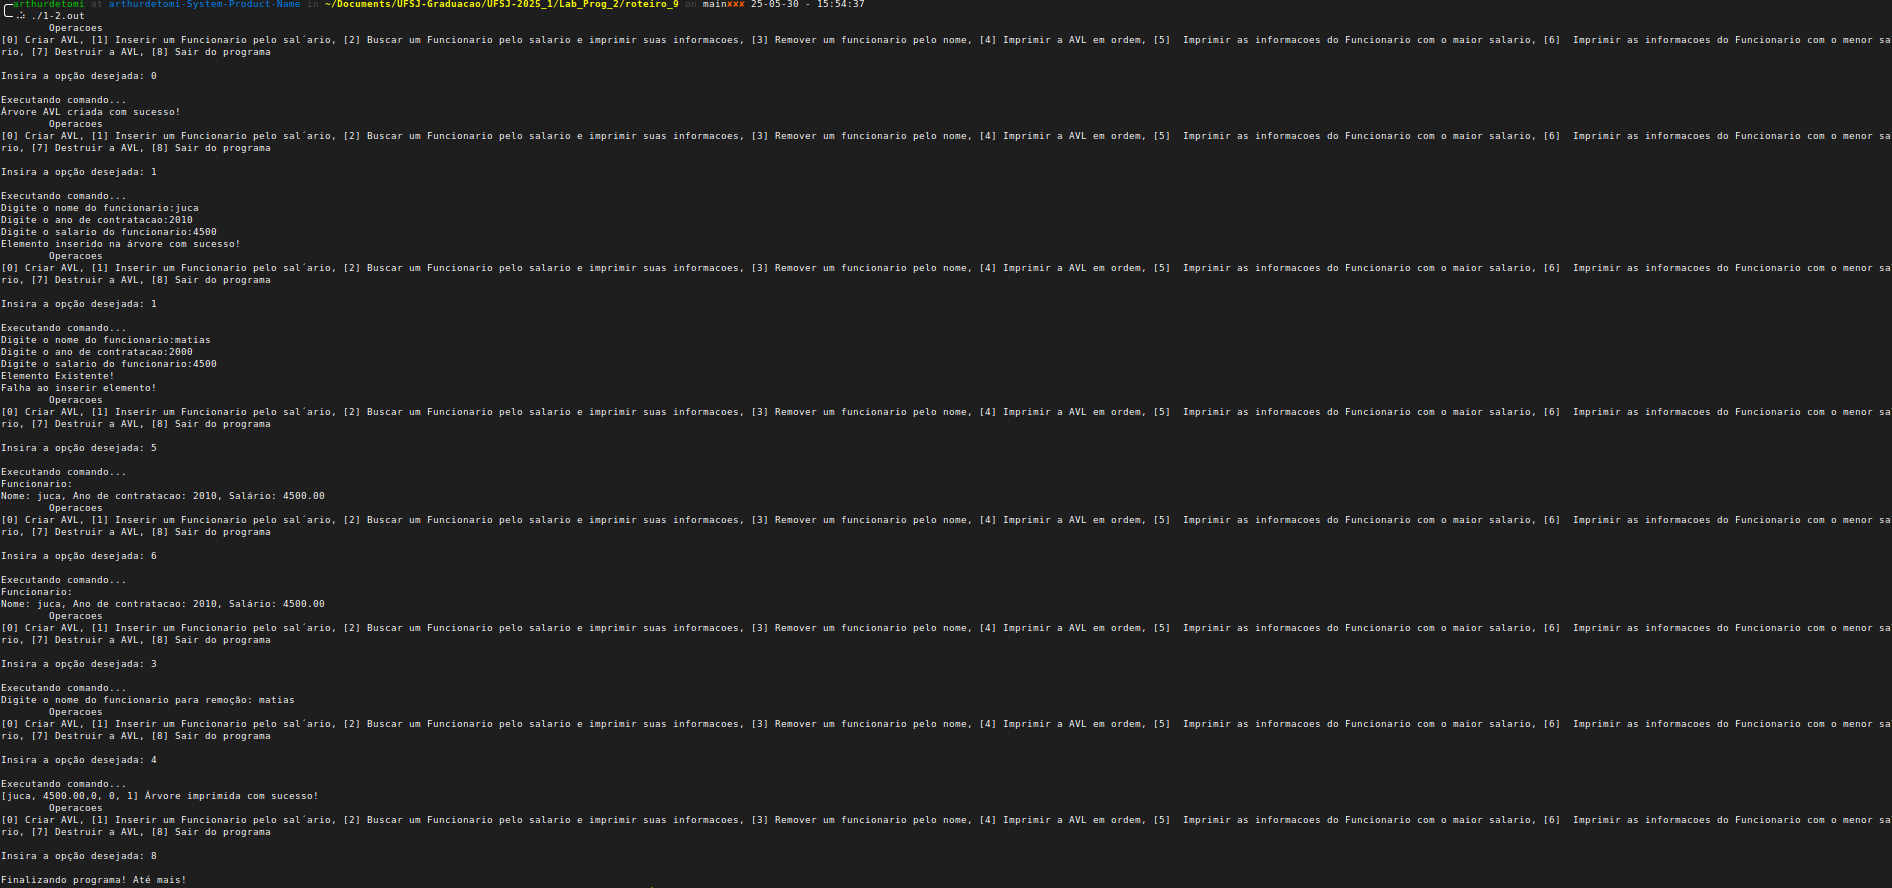 arthurdetomi at arthurdetomi-System-Product-Name in ~/Documents/UFSJ-Graduacao/UFSJ-2025_1/Lab_Prog_2/roteiro_9 on main✘✘✘ 25-05-30 - 15:54:37
./1-2.out
Operacoes
[0] Criar AVL, [1] Inserir um Funcionario pelo sal´ario, [2] Buscar um Funcionario pelo salario e imprimir suas informacoes, [3] Remover um funcionario pelo nome, [4] Imprimir a AVL em ordem, [5]  Imprimir as informacoes do Funcionario com o maior salario, [6]  Imprimir as informacoes do Funcionario com o menor sa
rio, [7] Destruir a AVL, [8] Sair do programa
Insira a opção desejada: 0
Executando comando...
Árvore AVL criada com sucesso!
Operacoes
[0] Criar AVL, [1] Inserir um Funcionario pelo sal´ario, [2] Buscar um Funcionario pelo salario e imprimir suas informacoes, [3] Remover um funcionario pelo nome, [4] Imprimir a AVL em ordem, [5]  Imprimir as informacoes do Funcionario com o maior salario, [6]  Imprimir as informacoes do Funcionario com o menor sa
rio, [7] Destruir a AVL, [8] Sair do programa
Insira a opção desejada: 1
Executando comando...
Digite o nome do funcionario:juca
Digite o ano de contratacao:2010
Digite o salario do funcionario:4500
Elemento inserido na árvore com sucesso!
Operacoes
[0] Criar AVL, [1] Inserir um Funcionario pelo sal´ario, [2] Buscar um Funcionario pelo salario e imprimir suas informacoes, [3] Remover um funcionario pelo nome, [4] Imprimir a AVL em ordem, [5]  Imprimir as informacoes do Funcionario com o maior salario, [6]  Imprimir as informacoes do Funcionario com o menor sa
rio, [7] Destruir a AVL, [8] Sair do programa
Insira a opção desejada: 1
Executando comando...
Digite o nome do funcionario:matias
Digite o ano de contratacao:2000
Digite o salario do funcionario:4500
Elemento Existente!
Falha ao inserir elemento!
Operacoes
[0] Criar AVL, [1] Inserir um Funcionario pelo sal´ario, [2] Buscar um Funcionario pelo salario e imprimir suas informacoes, [3] Remover um funcionario pelo nome, [4] Imprimir a AVL em ordem, [5]  Imprimir as informacoes do Funcionario com o maior salario, [6]  Imprimir as informacoes do Funcionario com o menor sa
rio, [7] Destruir a AVL, [8] Sair do programa
Insira a opção desejada: 5
Executando comando...
Funcionario:
Nome: juca, Ano de contratacao: 2010, Salário: 4500.00
Operacoes
[0] Criar AVL, [1] Inserir um Funcionario pelo sal´ario, [2] Buscar um Funcionario pelo salario e imprimir suas informacoes, [3] Remover um funcionario pelo nome, [4] Imprimir a AVL em ordem, [5]  Imprimir as informacoes do Funcionario com o maior salario, [6]  Imprimir as informacoes do Funcionario com o menor sa
rio, [7] Destruir a AVL, [8] Sair do programa
Insira a opção desejada: 6
Executando comando...
Funcionario:
Nome: juca, Ano de contratacao: 2010, Salário: 4500.00
Operacoes
[0] Criar AVL, [1] Inserir um Funcionario pelo sal´ario, [2] Buscar um Funcionario pelo salario e imprimir suas informacoes, [3] Remover um funcionario pelo nome, [4] Imprimir a AVL em ordem, [5]  Imprimir as informacoes do Funcionario com o maior salario, [6]  Imprimir as informacoes do Funcionario com o menor sa
rio, [7] Destruir a AVL, [8] Sair do programa
Insira a opção desejada: 3
Executando comando...
Digite o nome do funcionario para remoção: matias
Operacoes
[0] Criar AVL, [1] Inserir um Funcionario pelo sal´ario, [2] Buscar um Funcionario pelo salario e imprimir suas informacoes, [3] Remover um funcionario pelo nome, [4] Imprimir a AVL em ordem, [5]  Imprimir as informacoes do Funcionario com o maior salario, [6]  Imprimir as informacoes do Funcionario com o menor sa
rio, [7] Destruir a AVL, [8] Sair do programa
Insira a opção desejada: 4
Executando comando...
[juca, 4500.00,0, 0, 1] Árvore imprimida com sucesso!
Operacoes
[0] Criar AVL, [1] Inserir um Funcionario pelo sal´ario, [2] Buscar um Funcionario pelo salario e imprimir suas informacoes, [3] Remover um funcionario pelo nome, [4] Imprimir a AVL em ordem, [5]  Imprimir as informacoes do Funcionario com o maior salario, [6]  Imprimir as informacoes do Funcionario com o menor sa
rio, [7] Destruir a AVL, [8] Sair do programa
Insira a opção desejada: 8
Finalizando programa! Até mais!